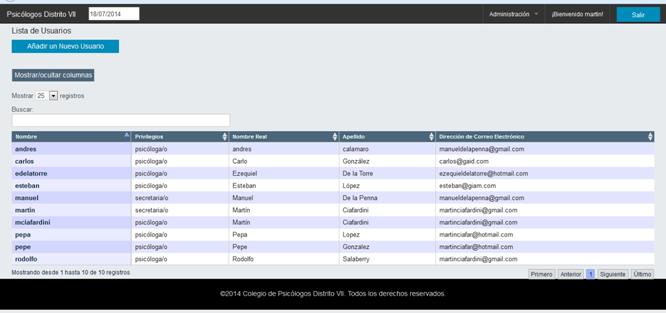 Psicólogos Distrito VII 18/07/2014 Administración ¡Bienvenido martin! Salir
Lista de Usuarios
Añadir un Nuevo Usuario
Mostrar/ocultar columnas
Mostrar 25 registros
Buscar:
Nombre Privilegios Nombre Real Apellido Dirección de Correo Electrónico
andres psicóloga/o andres calamaro manueldelapenna@gmail.com
carlos psicóloga/o Carlo González carlos@gaid.com
edelatorre psicóloga/o Ezequiel De la Torre ezequieldelatorre@hotmail.com
esteban psicóloga/o Esteban López esteban@giam.com
manuel secretaria/o Manuel De la Penna manueldelapenna@gmail.com
martin secretaria/o Martín Ciafardini martinciafardini@gmail.com
mciafardini psicóloga/o Martín Ciafardini martinciafardini@gmail.com
pepa psicóloga/o Pepa Lopez martinciafar@hotmail.com
pepe psicóloga/o Pepe Gonzalez martinciafar@hotmail.com
rodolfo psicóloga/o Rodolfo Salaberry martinciafardini@gmail.com
Mostrando desde 1 hasta 10 de 10 registros Primero Anterior 1 Siguiente Último
©2014 Colegio de Psicólogos Distrito VII. Todos los derechos reservados.